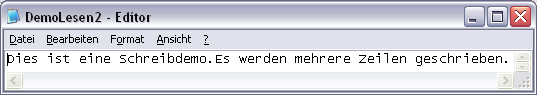 DemoLesen2 - Editor
Datei Bearbeiten Format Ansicht ?
Dies ist eine Schreibdemo.Es werden mehrere Zeilen geschrieben.